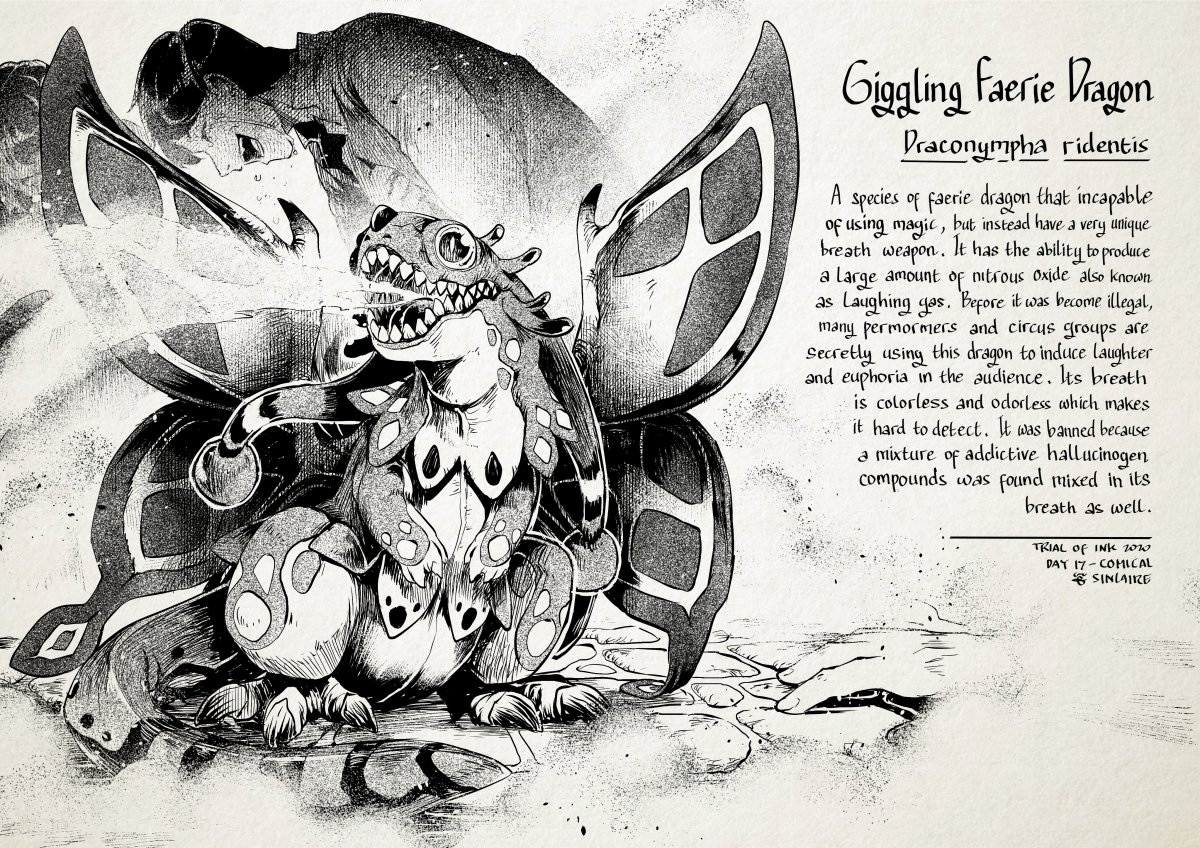 Giggling Faerie Dragon
Draconympha ridentis
A species of faerie dragon that incapable
of using magic, but instead have a very unique
breath weapon. It has the ability to produce
a large amount of nitrous oxide also known
as laughing gas. Before it was become illegal,
many permormers and circus groups are
secretly using this dragon to induce laughter
and euphoria in the audience. Its breath
is colorless and odorless which makes
it hard to detect. It was banned because
a mixture of addictive hallucinogen
compounds was found mixed in its
breath as well.
TRIAL OF INK 2020
DAY 17 - COMICAL
SINLAIRE